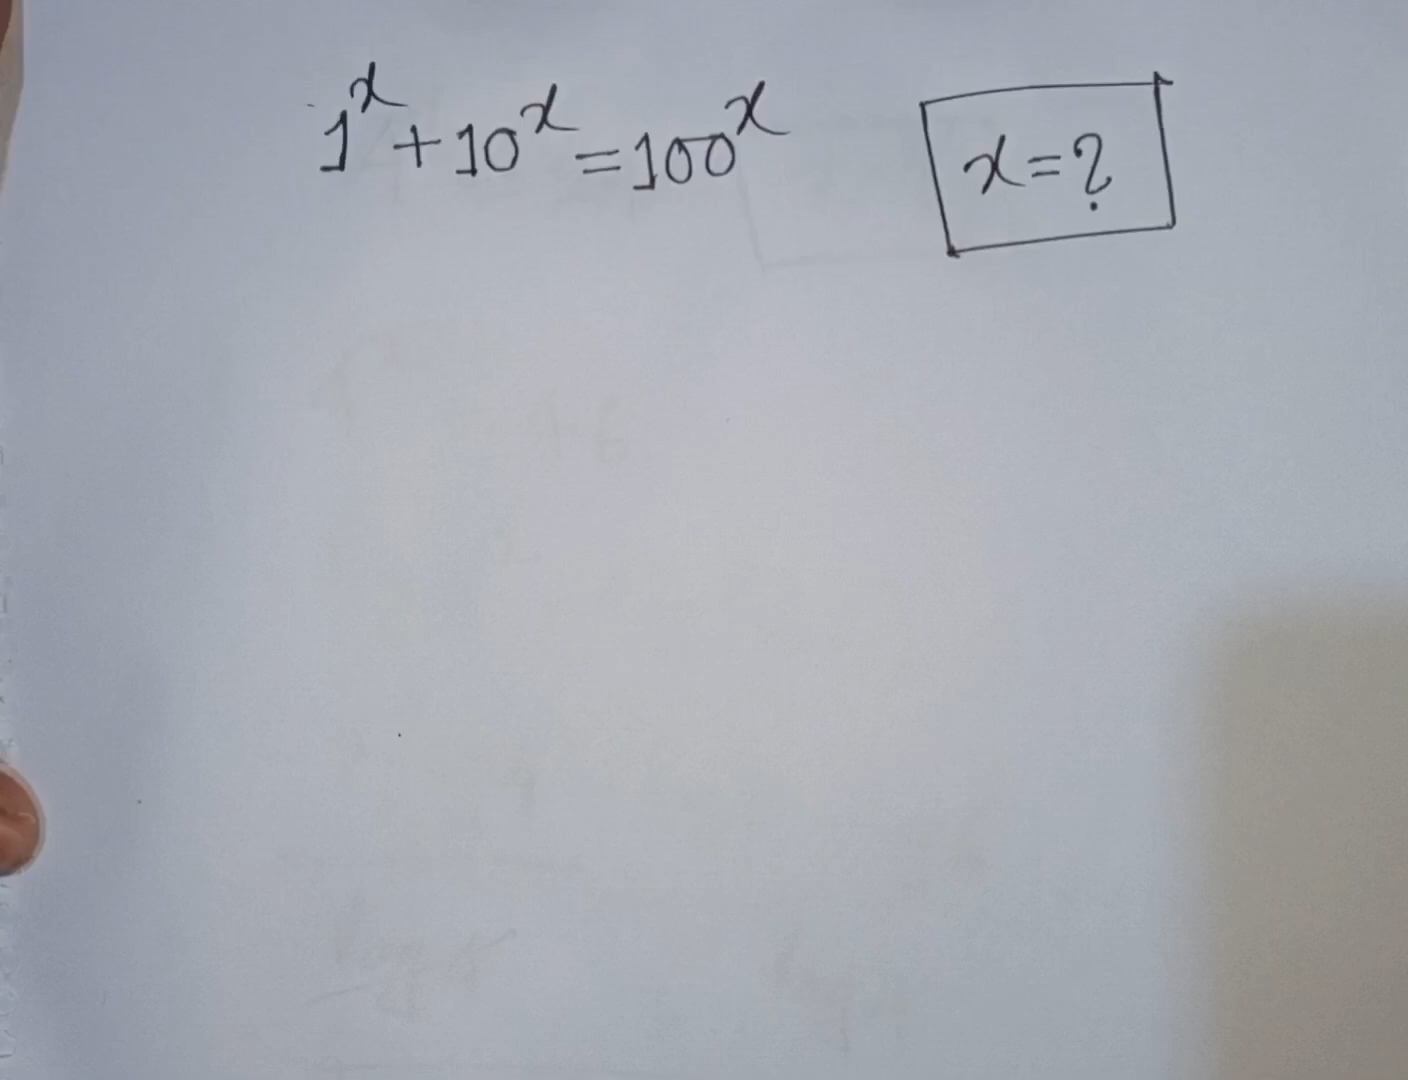 1^x + 10^x = 100^x
x = ?